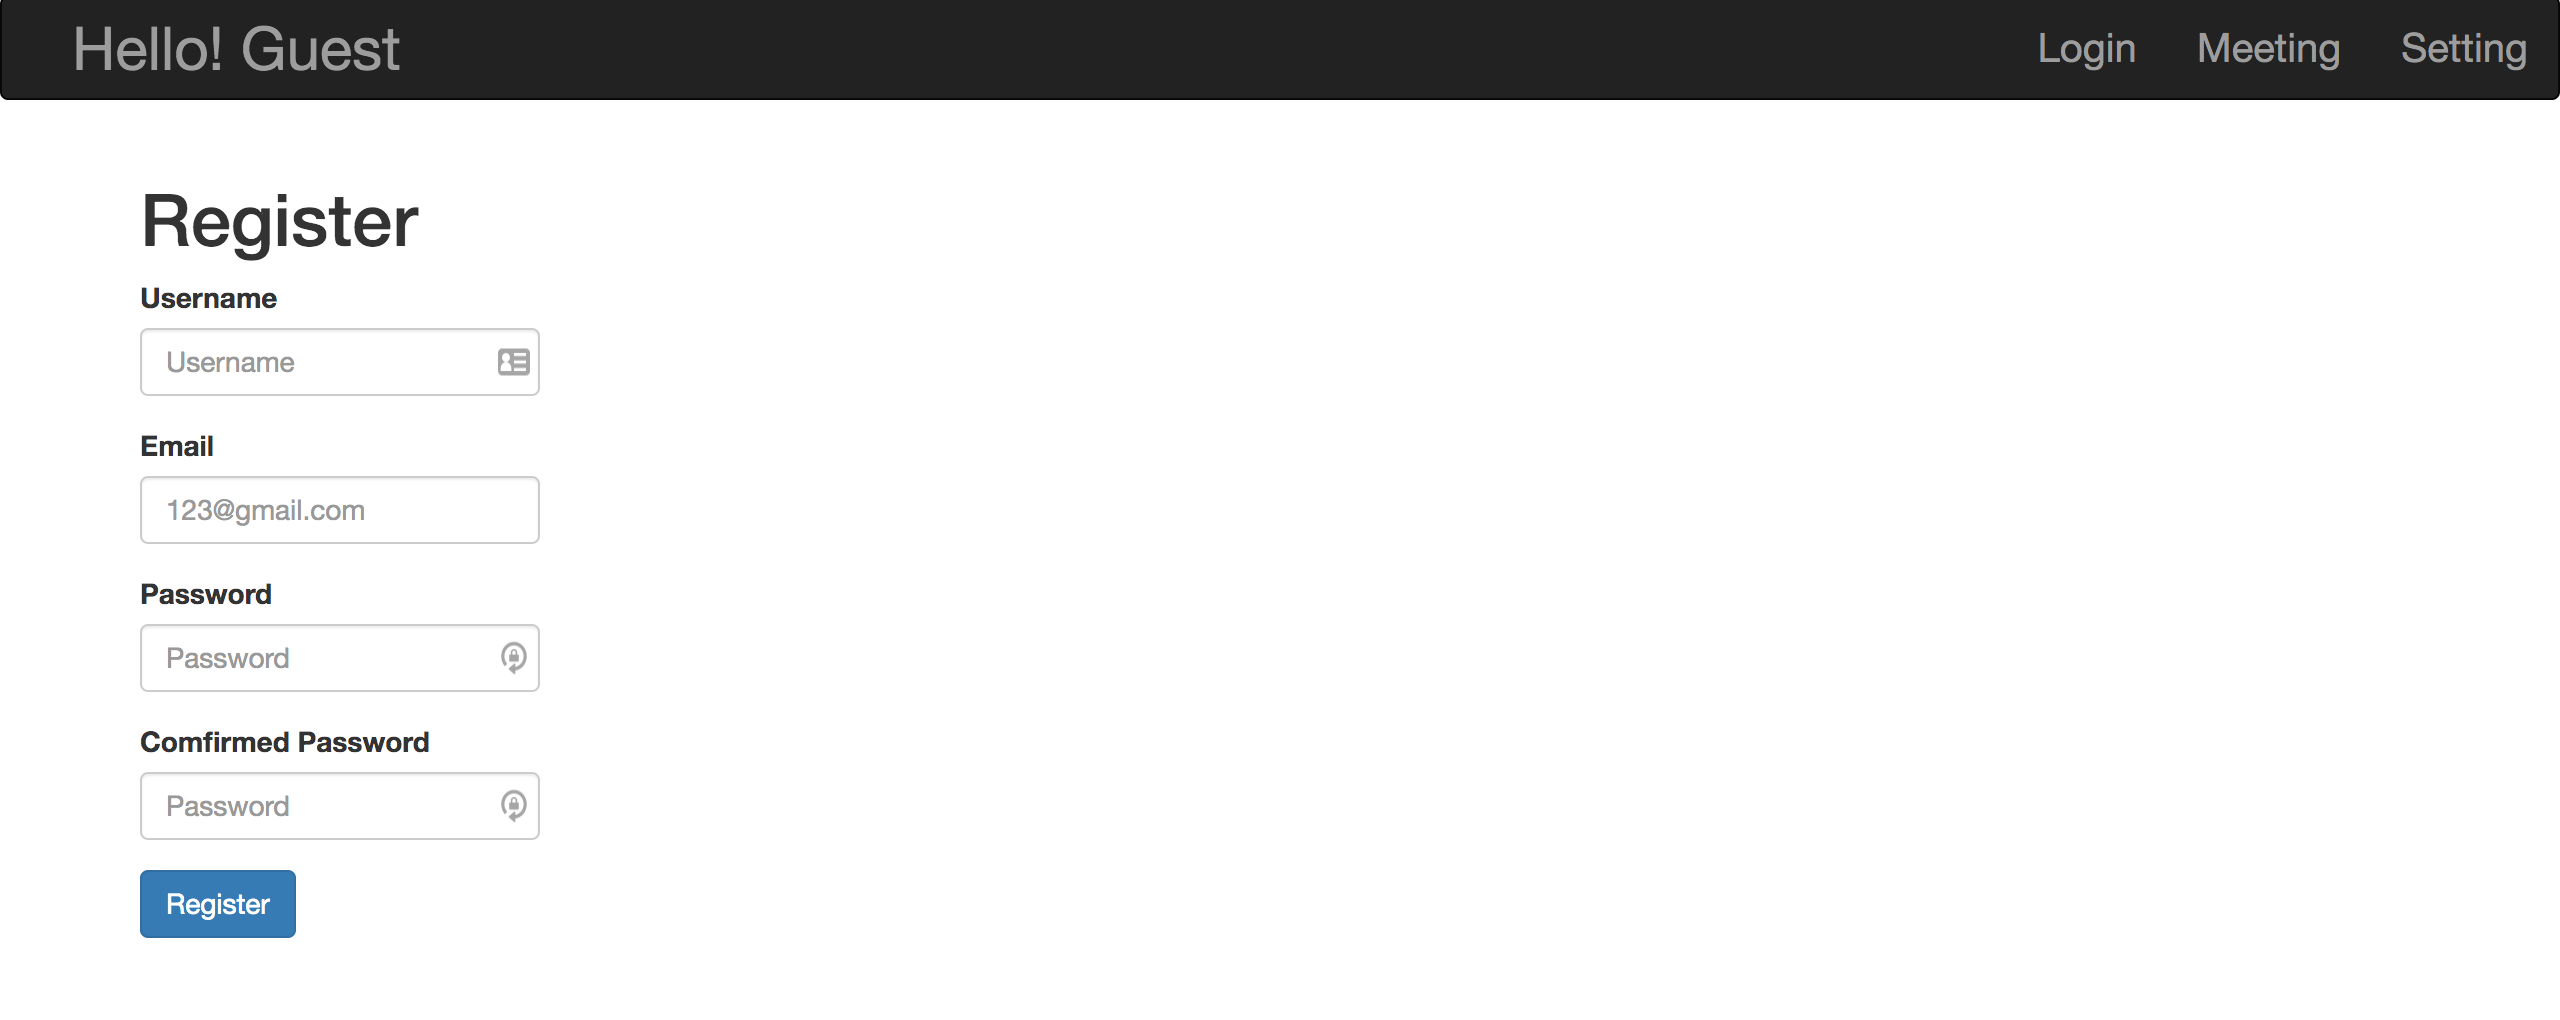 Hello! Guest Login Meeting Setting
Register
Username
Username
Email
123@gmail.com
Password
Password
Comfirmed Password
Password
Register